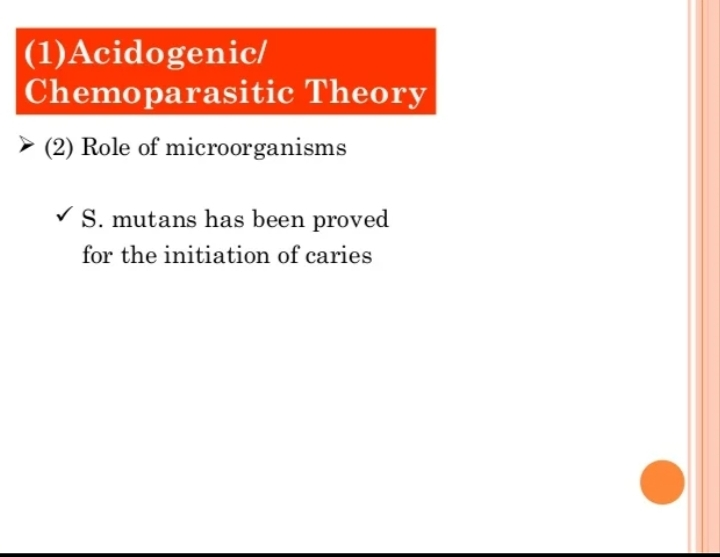 (1)Acidogenic/
Chemoparasitic Theory
➢ (2) Role of microorganisms
✓ S. mutans has been proved
for the initiation of caries